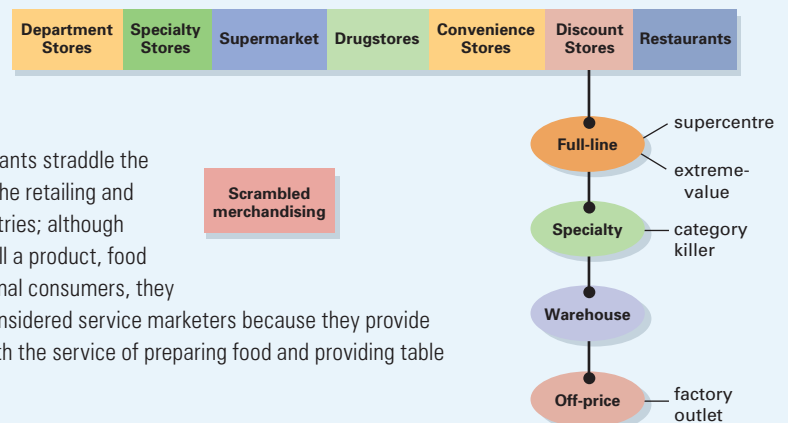 Department
Stores
Specialty
Stores
Supermarket
Drugstores
Convenience
Stores
Discount
Stores
Restaurants
straddle the
he retailing and
tries; although
ll a product, food
nal consumers, they
nsidered service marketers because they provide
th the service of preparing food and providing table
Scrambled
merchandising
Full-line
supercentre
extreme-
value
Specialty
category
killer
Warehouse
Off-price
factory
outlet